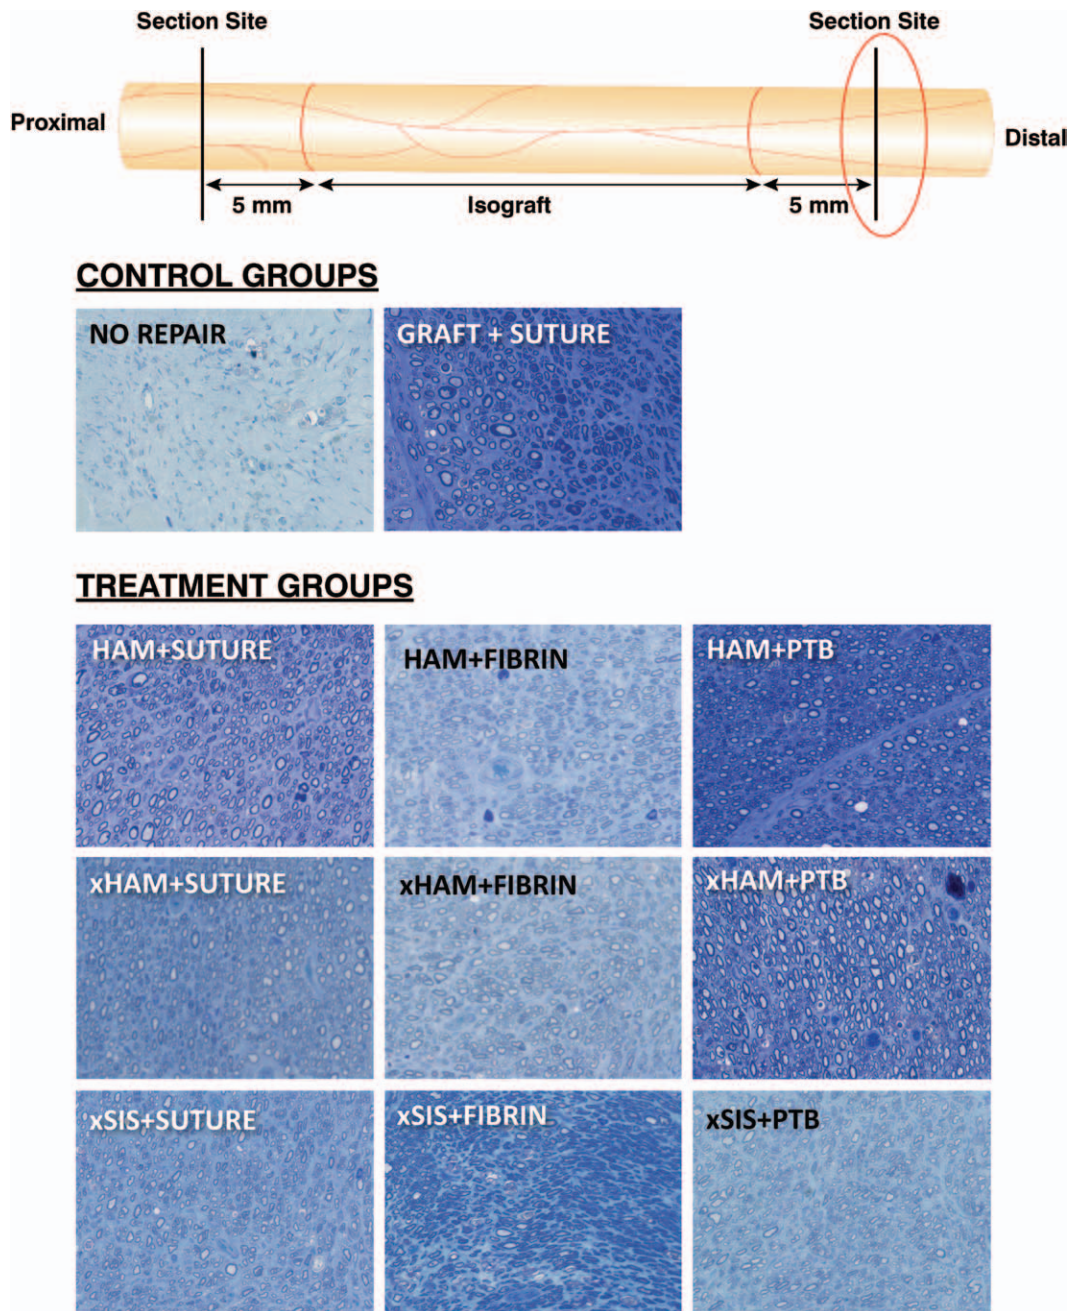 Section Site Section Site
Proximal
Distal
5 mm Isograft 5 mm
CONTROL GROUPS
NO REPAIR GRAFT + SUTURE
TREATMENT GROUPS
HAM+SUTURE HAM+FIBRIN HAM+PTB
xHAM+SUTURE xHAM+FIBRIN xHAM+PTB
xSIS+SUTURE xSIS+FIBRIN xSIS+PTB